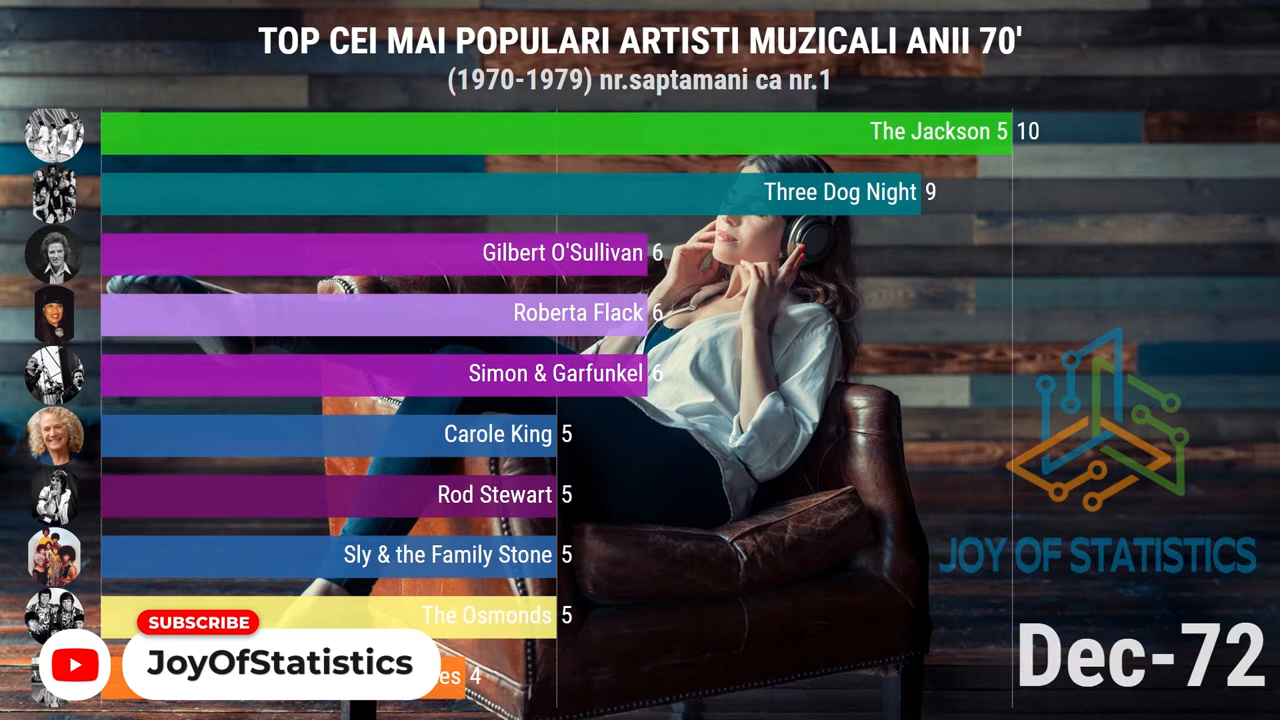 TOP CEI MAI POPULARI ARTISTI MUZICALI ANII 70'
(1970-1979) nr.saptamani ca nr.1
The Jackson 5 10
Three Dog Night 9
Gilbert O'Sullivan 6
Roberta Flack 6
Simon & Garfunkel 6
Carole King 5
Rod Stewart 5
Sly & the Family Stone 5
The Osmonds 5
es 4
SUBSCRIBE
JoyOfStatistics
JOY OF STATISTICS
Dec-72